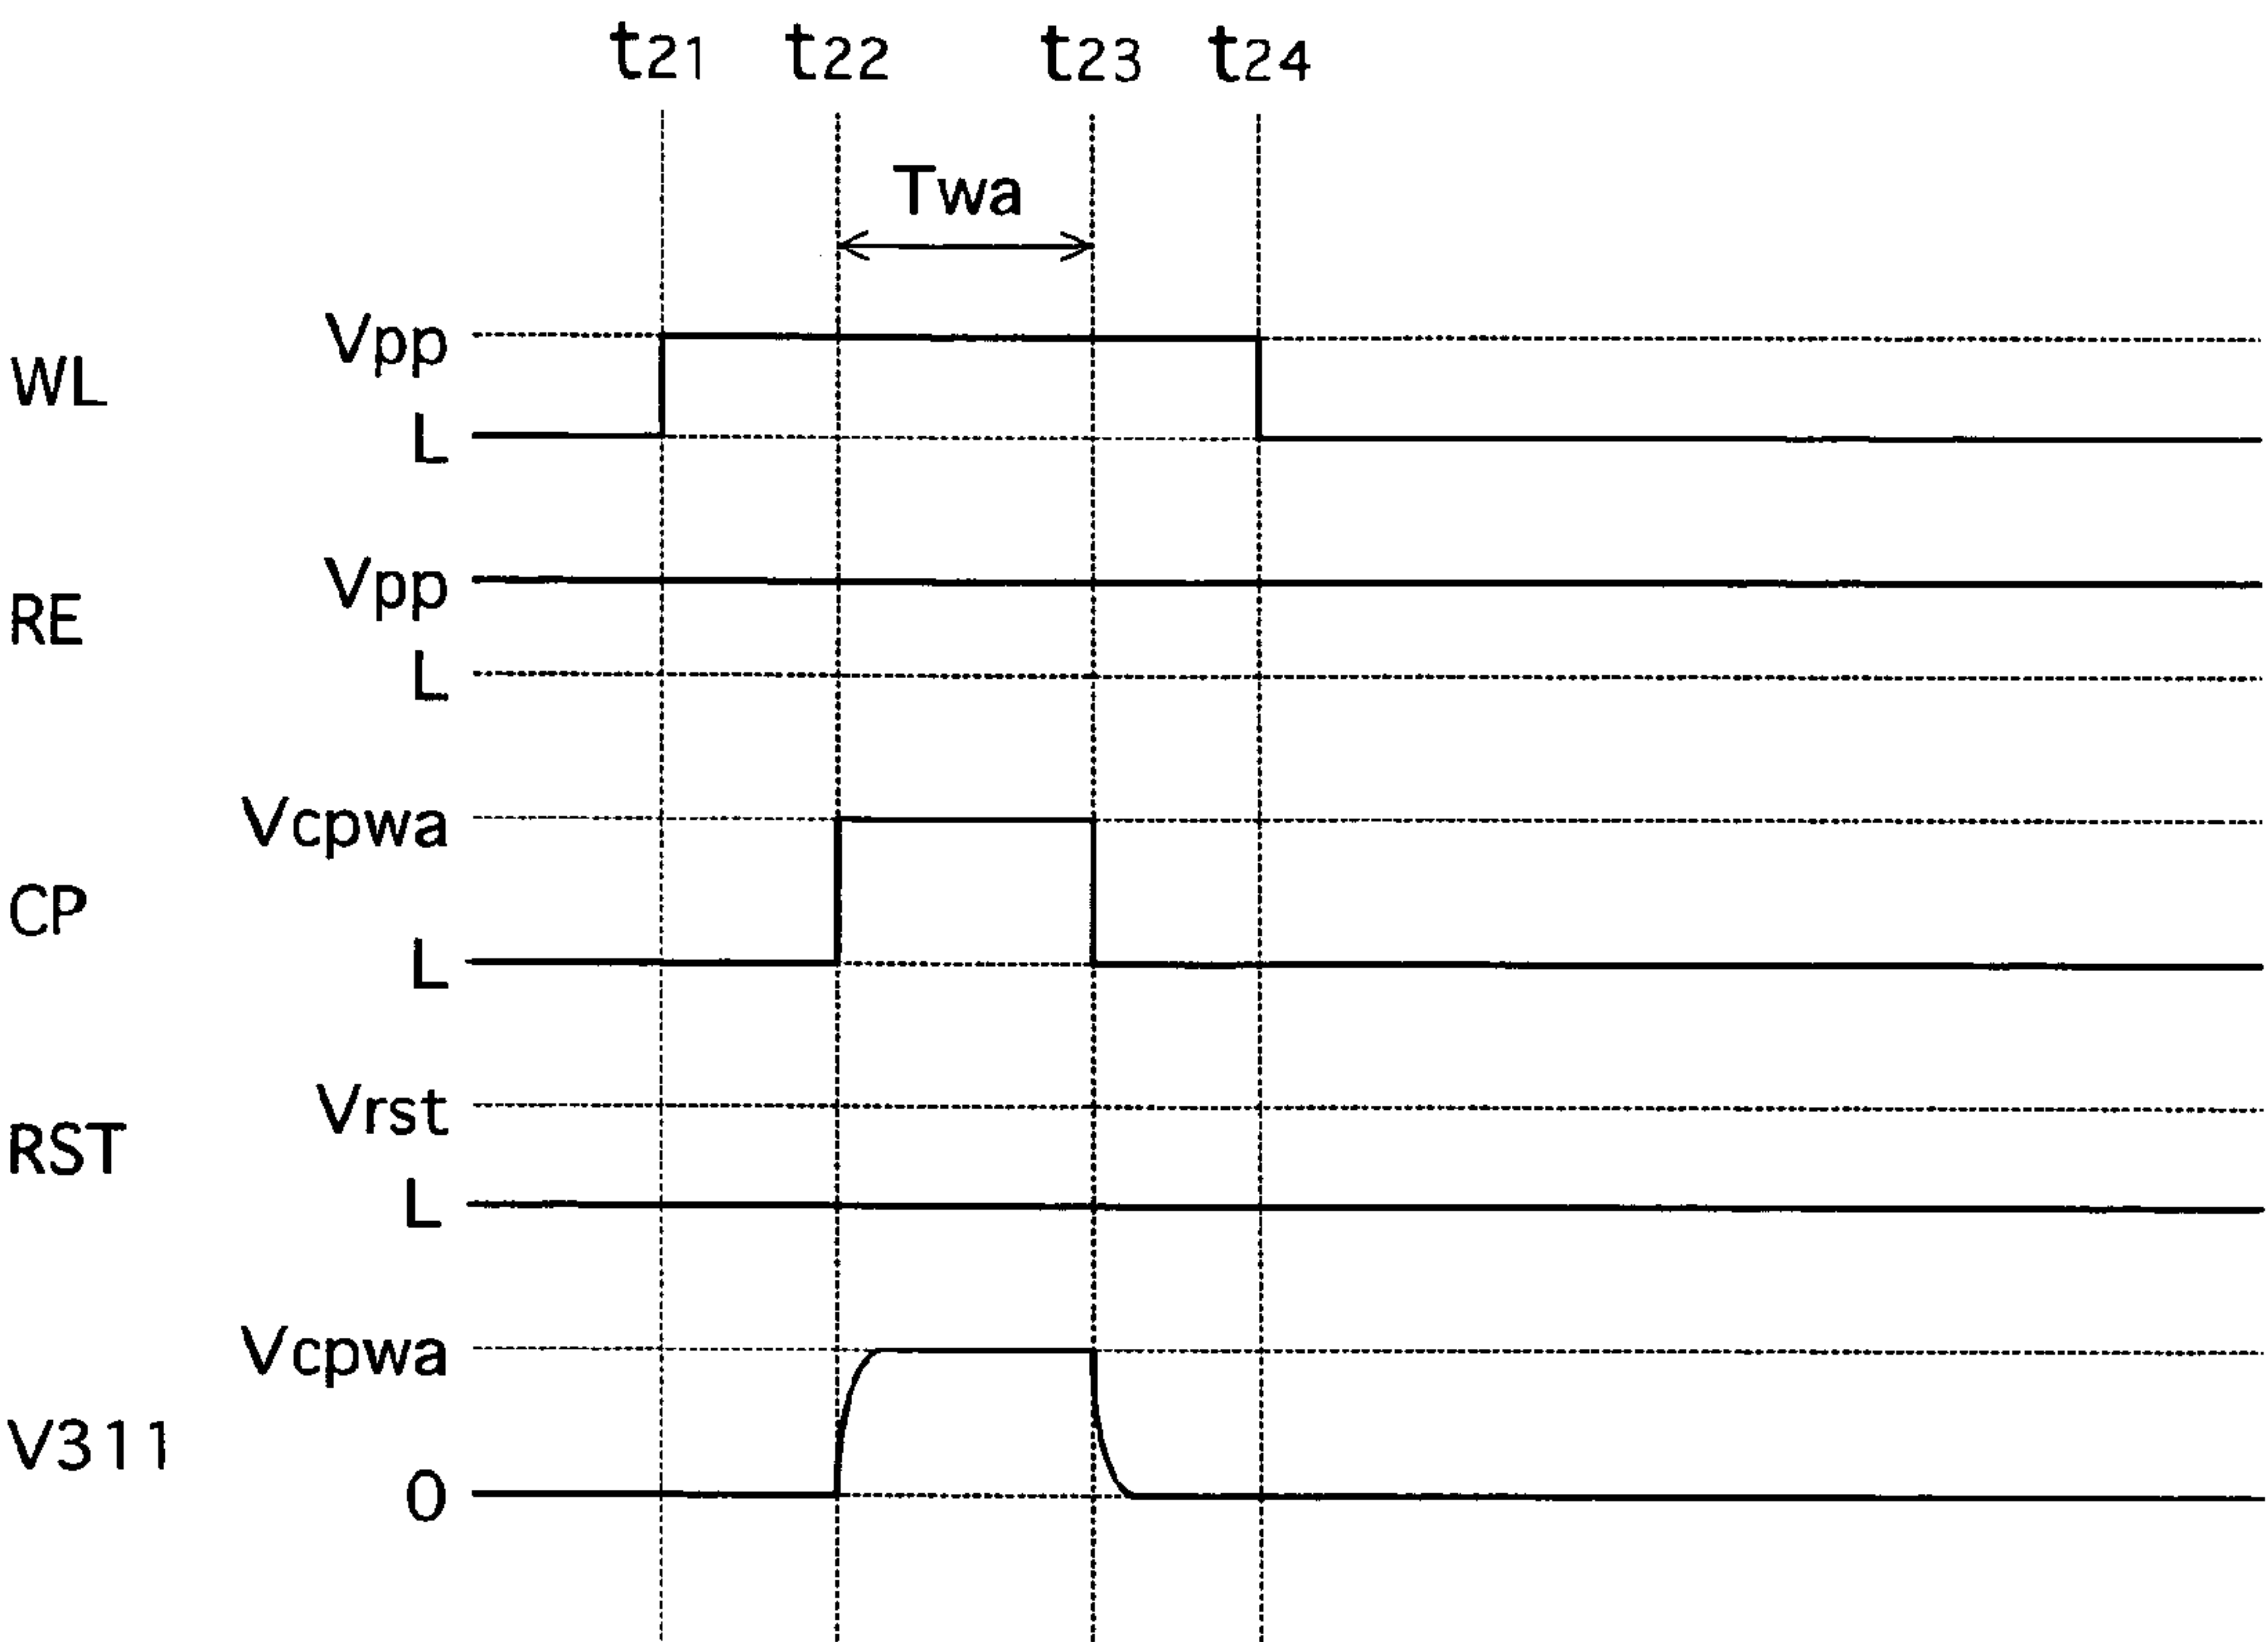 t21 t22 t23 t24
Twa
WL Vpp
L
RE Vpp
L
CP Vcpwa
L
RST Vrst
L
V311 Vcpwa
0